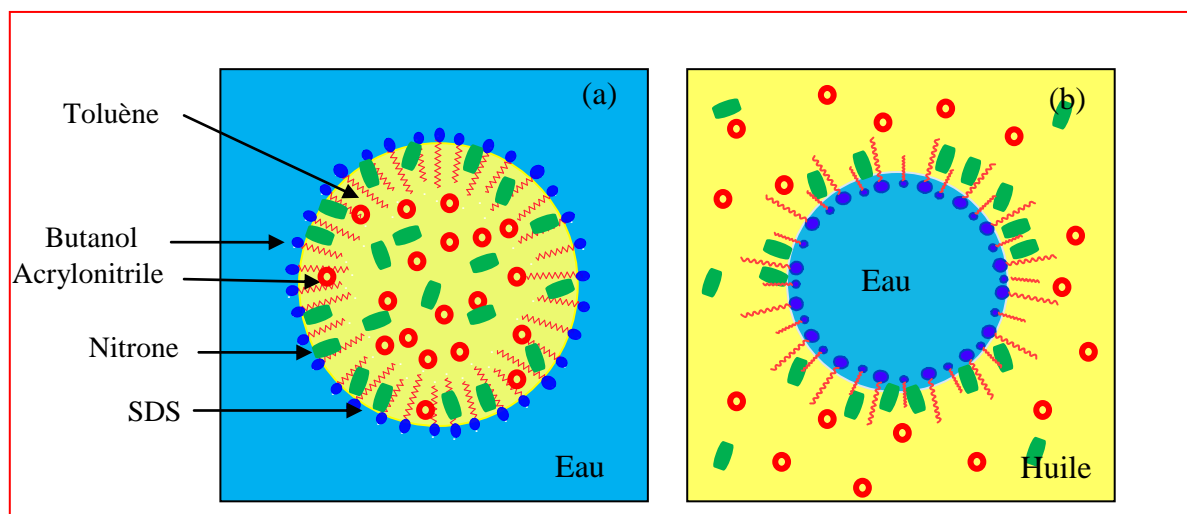 (a)
(b)
Toluène
Butanol
Acrylonitrile
Nitrone
SDS
Eau
Eau
Huile